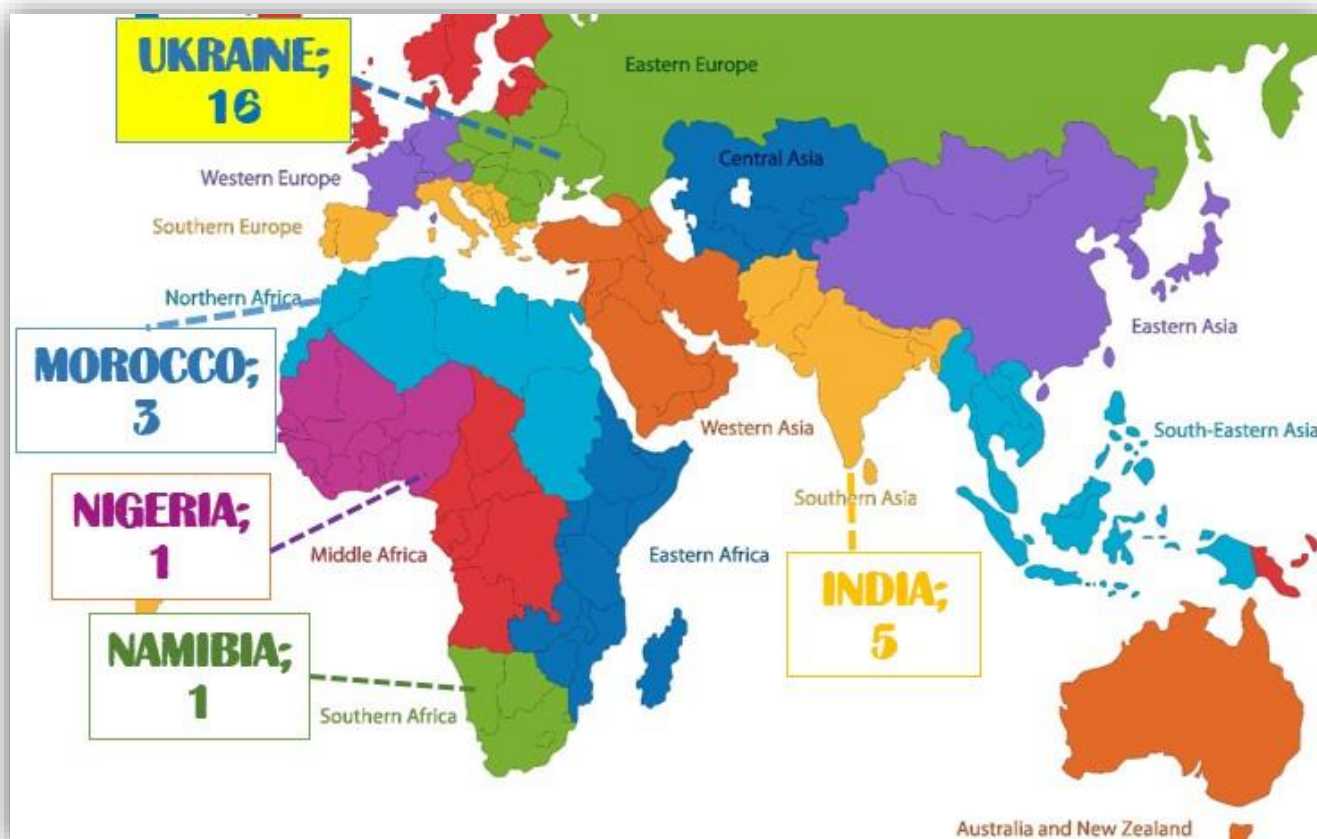 UKRAINE;
16
Eastern Europe
Central Asia
Western Europe
Southern Europe
Northern Africa
Eastern Asia
MOROCCO;
3
Western Asia
South-Eastern Asia
NIGERIA;
1
Southern Asia
Middle Africa
Eastern Africa
INDIA;
5
NAMIBIA;
1
Southern Africa
Australia and New Zealand